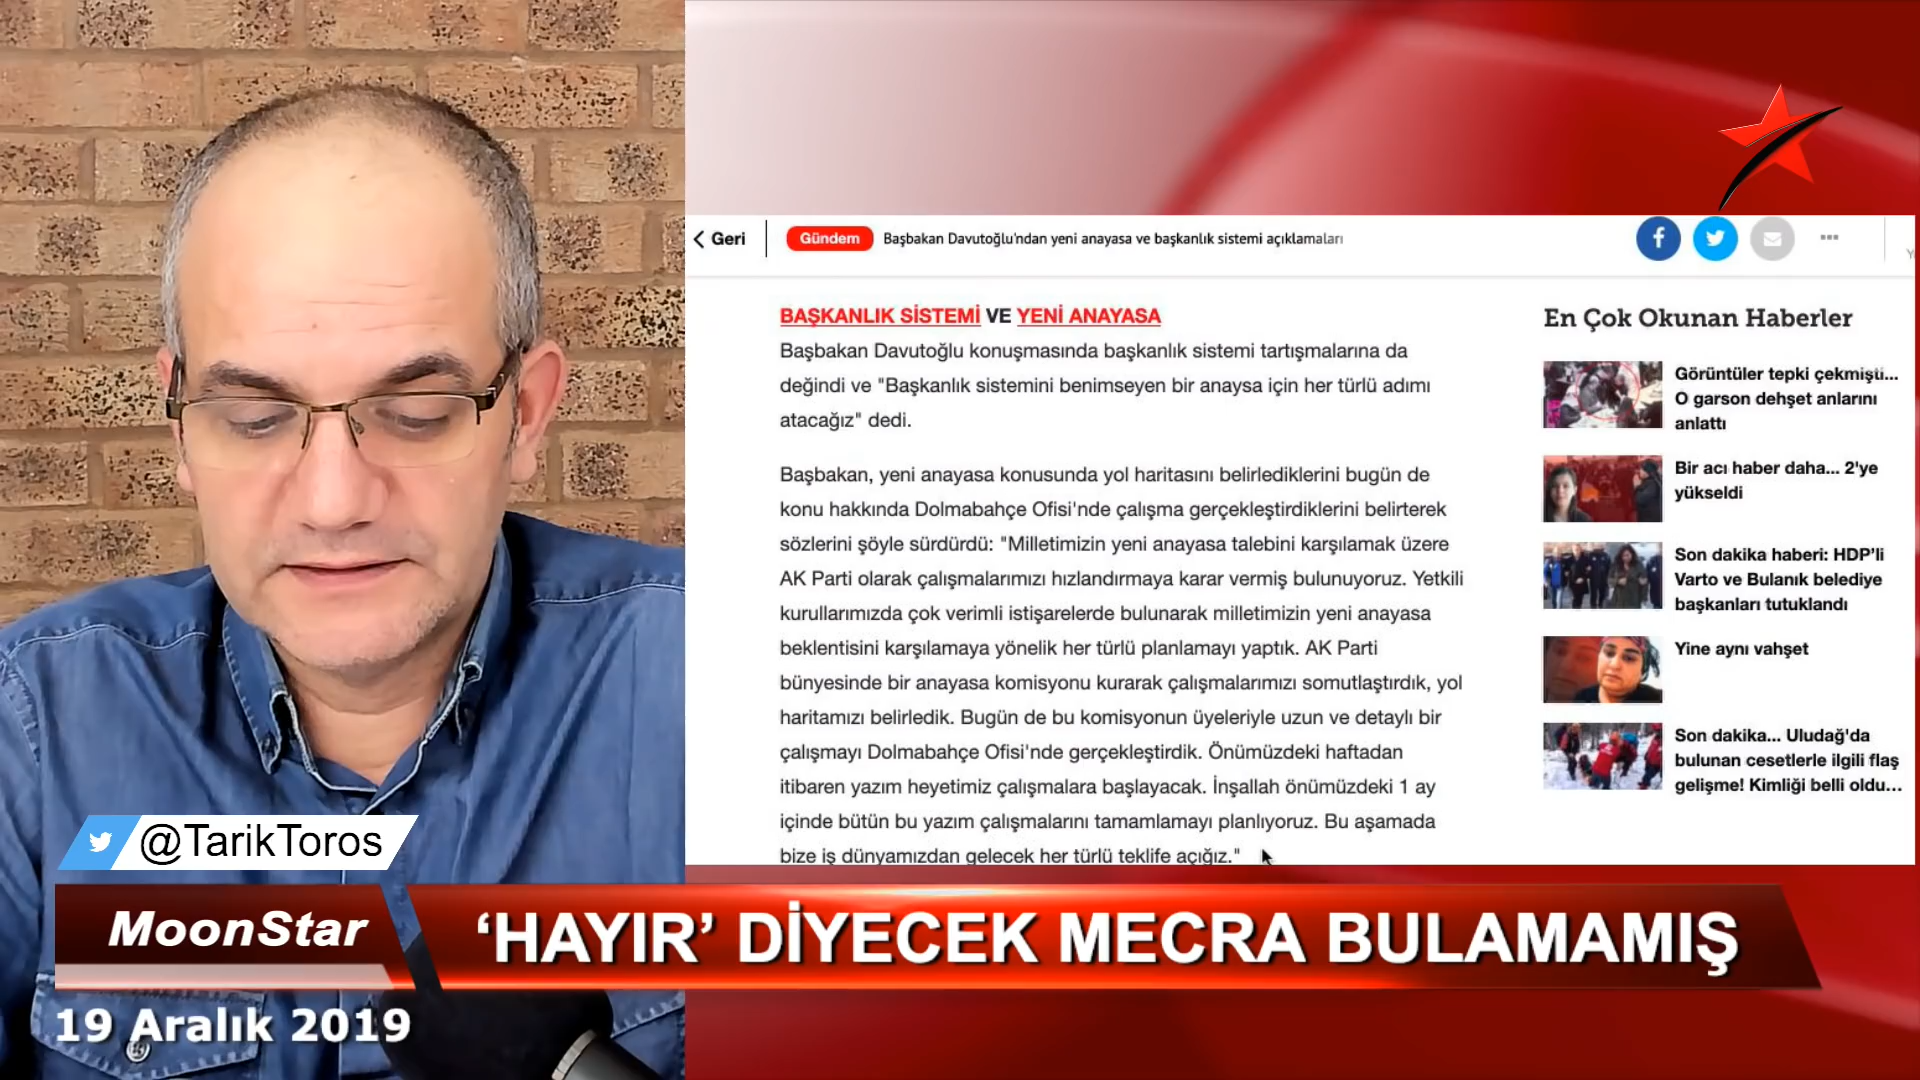 Geri
Gündem
Başbakan Davutoğlu'ndan yeni anayasa ve başkanlık sistemi açıklamaları
BAŞKANLIK SİSTEMİ VE YENİ ANAYASA
Başbakan Davutoğlu konuşmasında başkanlık sistemi tartışmalarına da
değindi ve "Başkanlık sistemini benimseyen bir anaysa için her türlü adımı
atacağız" dedi.
Başbakan, yeni anayasa konusunda yol haritasını belirlediklerini bugün de
konu hakkında Dolmabahçe Ofisi'nde çalışma gerçekleştirdiklerini belirterek
sözlerini şöyle sürdürdü: "Milletimizin yeni anayasa talebini karşılamak üzere
AK Parti olarak çalışmalarımızı hızlandırmaya karar vermiş bulunuyoruz. Yetkili
kurullarımızda çok verimli istişarelerde bulunarak milletimizin yeni anayasa
beklentisini karşılamaya yönelik her türlü planlamayı yaptık. AK Parti
bünyesinde bir anayasa komisyonu kurarak çalışmalarımızı somutlaştırdık, yol
haritamızı belirledik. Bugün de bu komisyonun üyeleriyle uzun ve detaylı bir
çalışmayı Dolmabahçe Ofisi'nde gerçekleştirdik. Önümüzdeki haftadan
itibaren yazım heyetimiz çalışmalara başlayacak. İnşallah önümüzdeki 1 ay
içinde bütün bu yazım çalışmalarını tamamlamayı planlıyoruz. Bu aşamada
bize iş dünyamızdan gelecek her türlü teklife açığız."
En Çok Okunan Haberler
Görüntüler tepki çekmişti...
O garson dehşet anlarını
anlattı
Bir acı haber daha... 2'ye
yükseldi
Son dakika haberi: HDP'li
Varto ve Bulanık belediye
başkanları tutuklandı
Yine aynı vahşet
Son dakika... Uludağ'da
bulunan cesetlerle ilgili flaş
gelişme! Kimliği belli oldu...
@TarikToros
MoonStar
'HAYIR' DİYECEK MECRA BULAMAMIŞ
19 Aralık 2019